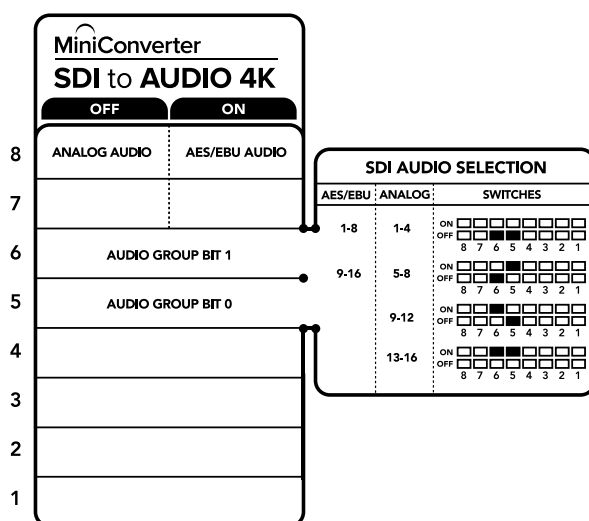 MiniConverter
SDI to AUDIO 4K
OFF ON
8 ANALOG AUDIO AES/EBU AUDIO
7
6 AUDIO GROUP BIT 1
5 AUDIO GROUP BIT 0
4
3
2
1
SDI AUDIO SELECTION
AES/EBU ANALOG SWITCHES
1-8 1-4 ON
OFF
8 7 6 5 4 3 2 1
9-16 5-8 ON
OFF
8 7 6 5 4 3 2 1
9-12 ON
OFF
8 7 6 5 4 3 2 1
13-16 ON
OFF
8 7 6 5 4 3 2 1